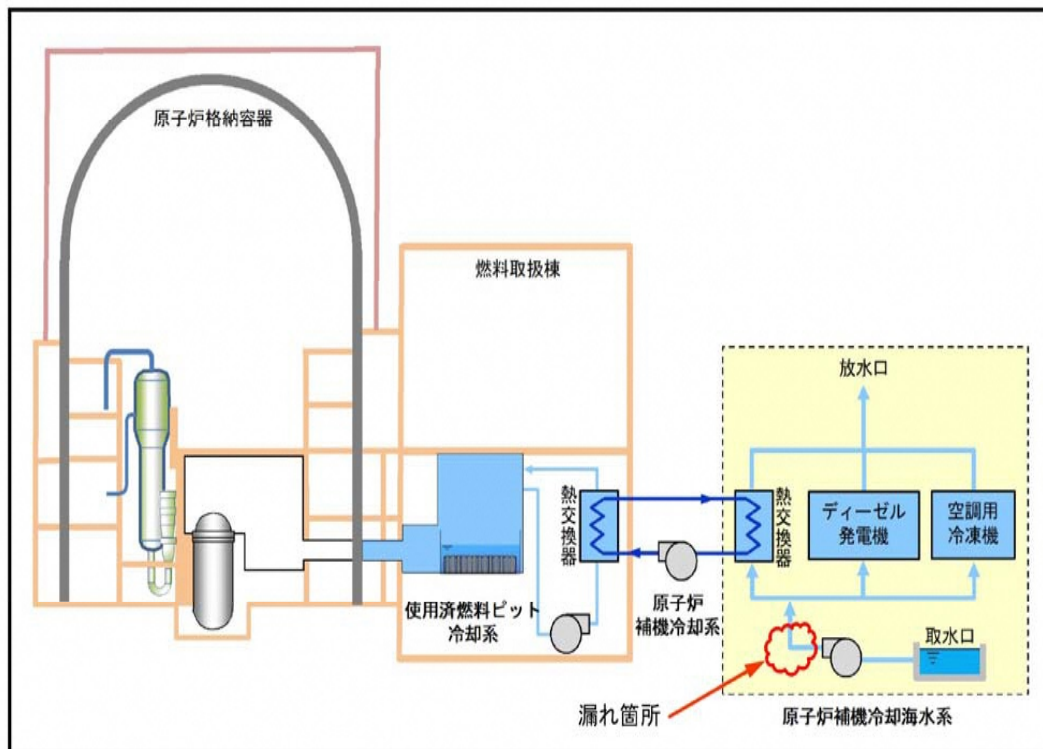 原子炉格納容器
燃料取扱棟
放水口
熱交換器
熱交換器
ディーゼル
発電機
空調用
冷凍機
使用済燃料ピット
冷却系
原子炉
補機冷却系
取水口
漏れ箇所
原子炉補機冷却海水系